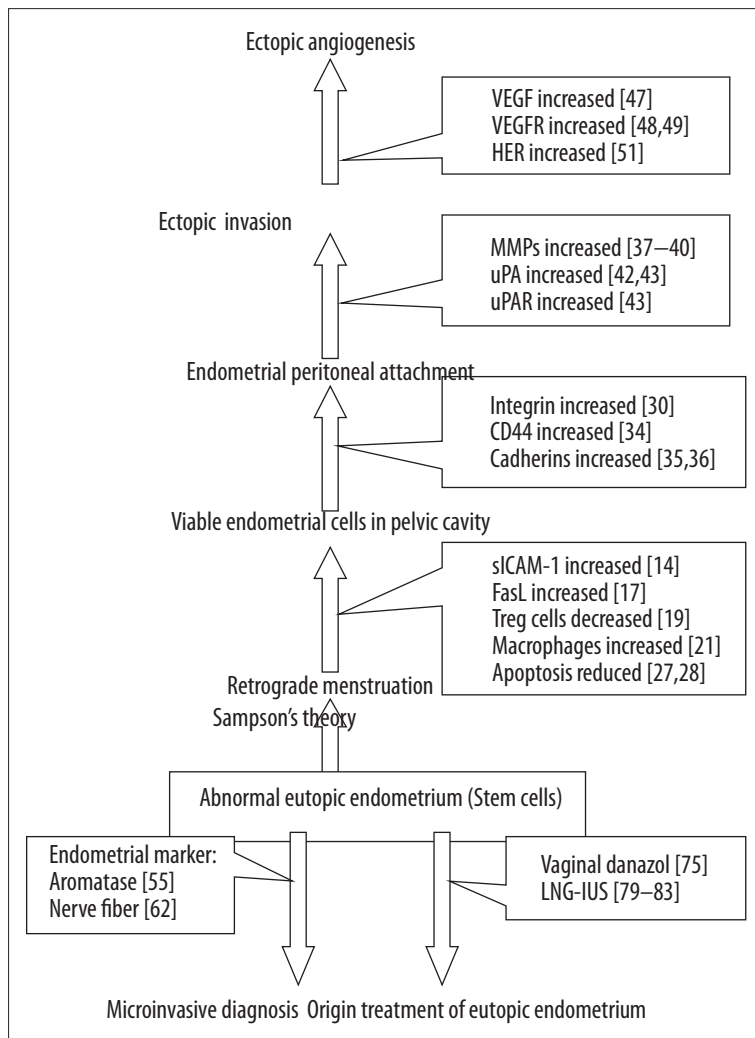 Ectopic angiogenesis
VEGF increased [47]
VEGFR increased [48,49]
HER increased [51]
Ectopic invasion
MMPs increased [37–40]
uPA increased [42,43]
uPAR increased [43]
Endometrial peritoneal attachment
Integrin increased [30]
CD44 increased [34]
Cadherins increased [35,36]
Viable endometrial cells in pelvic cavity
sICAM-1 increased [14]
FasL increased [17]
Treg cells decreased [19]
Macrophages increased [21]
Apoptosis reduced [27,28]
Retrograde menstruation
Sampson's theory
Abnormal eutopic endometrium (Stem cells)
Endometrial marker:
Aromatase [55]
Nerve fiber [62]
Vaginal danazol [75]
LNG-IUS [79–83]
Microinvasive diagnosis Origin treatment of eutopic endometrium